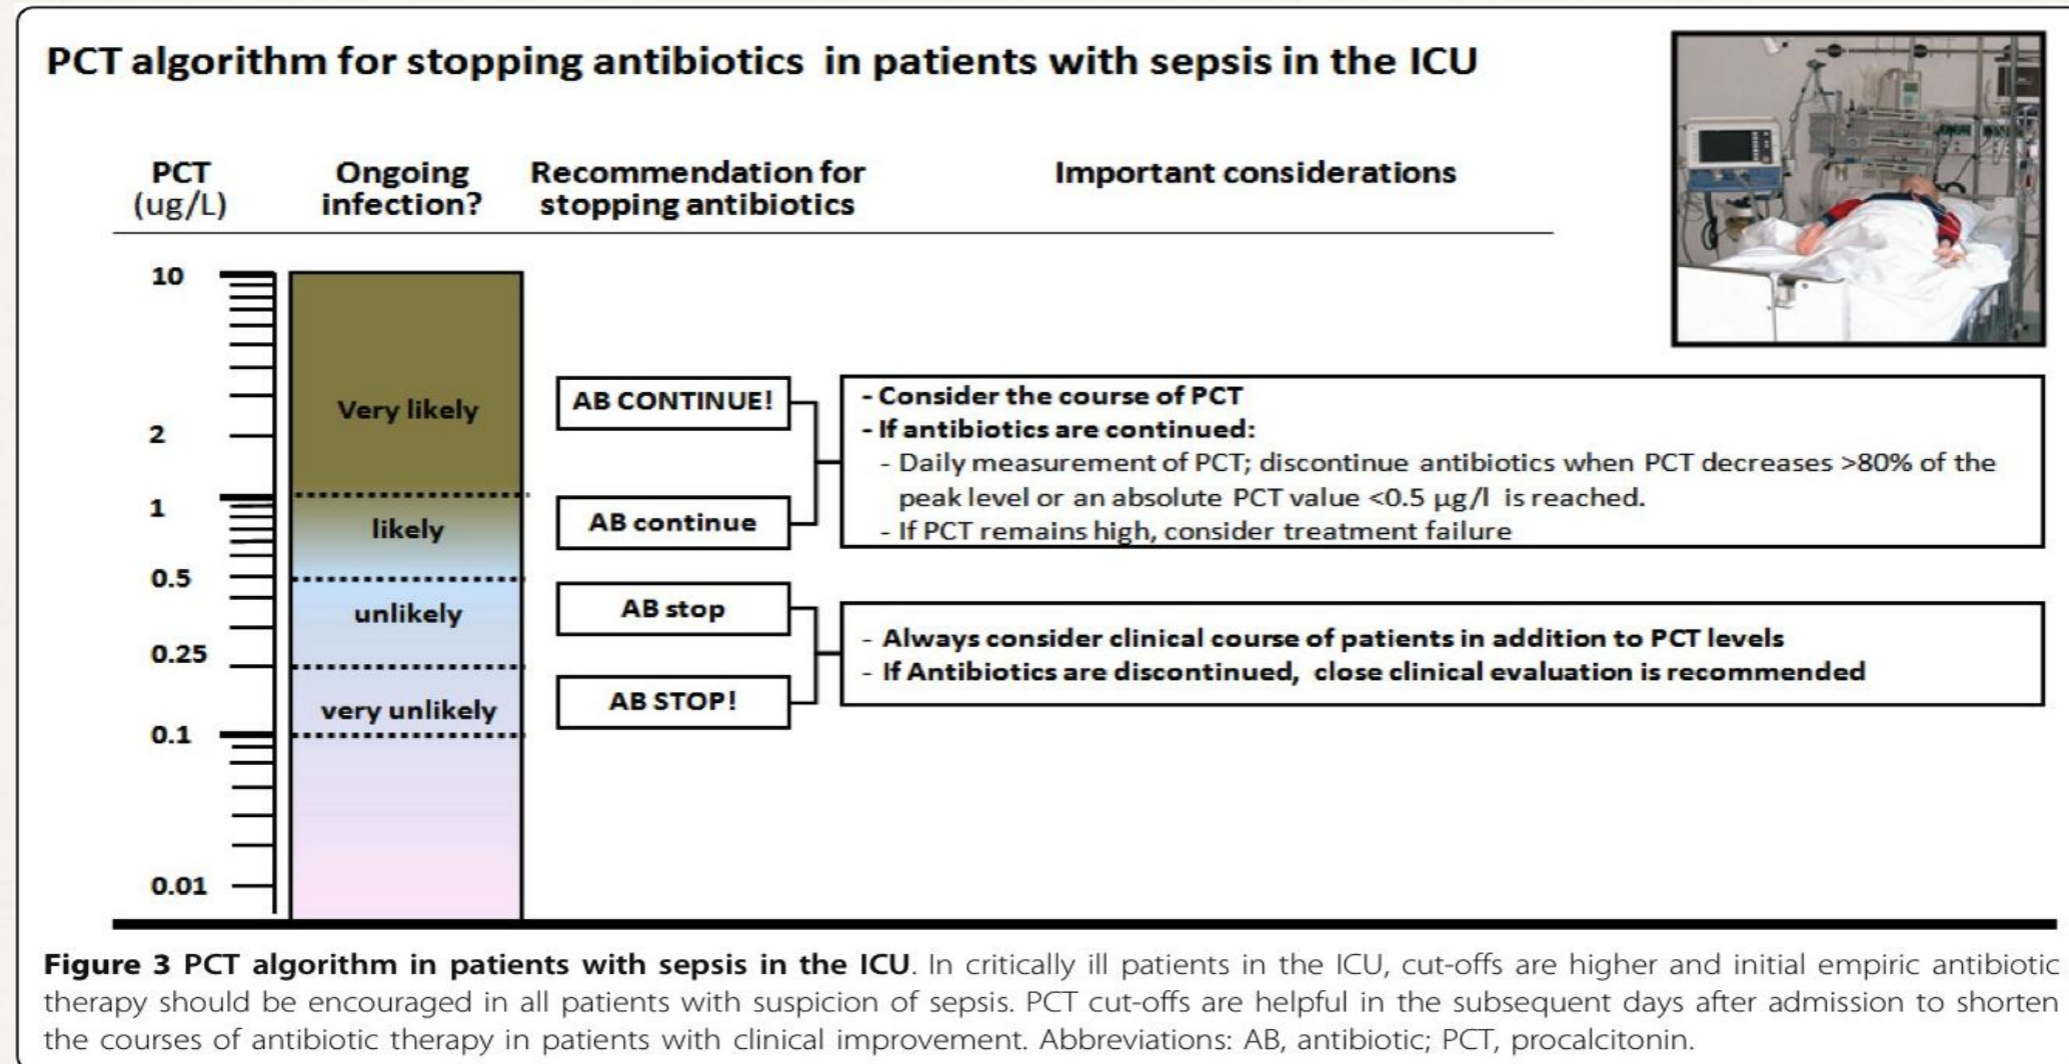 PCT algorithm for stopping antibiotics in patients with sepsis in the ICU
PCT
(ug/L)
Ongoing
infection?
Recommendation for
stopping antibiotics
Important considerations
10
2
1
0.5
0.25
0.1
0.01
Very likely
likely
unlikely
very unlikely
AB CONTINUE!
AB continue
AB stop
AB STOP!
- Consider the course of PCT
- If antibiotics are continued:
- Daily measurement of PCT; discontinue antibiotics when PCT decreases >80% of the
peak level or an absolute PCT value <0.5 µg/l is reached.
- If PCT remains high, consider treatment failure
- Always consider clinical course of patients in addition to PCT levels
- If Antibiotics are discontinued, close clinical evaluation is recommended
Figure 3 PCT algorithm in patients with sepsis in the ICU. In critically ill patients in the ICU, cut-offs are higher and initial empiric antibiotic
therapy should be encouraged in all patients with suspicion of sepsis. PCT cut-offs are helpful in the subsequent days after admission to shorten
the courses of antibiotic therapy in patients with clinical improvement. Abbreviations: AB, antibiotic; PCT, procalcitonin.